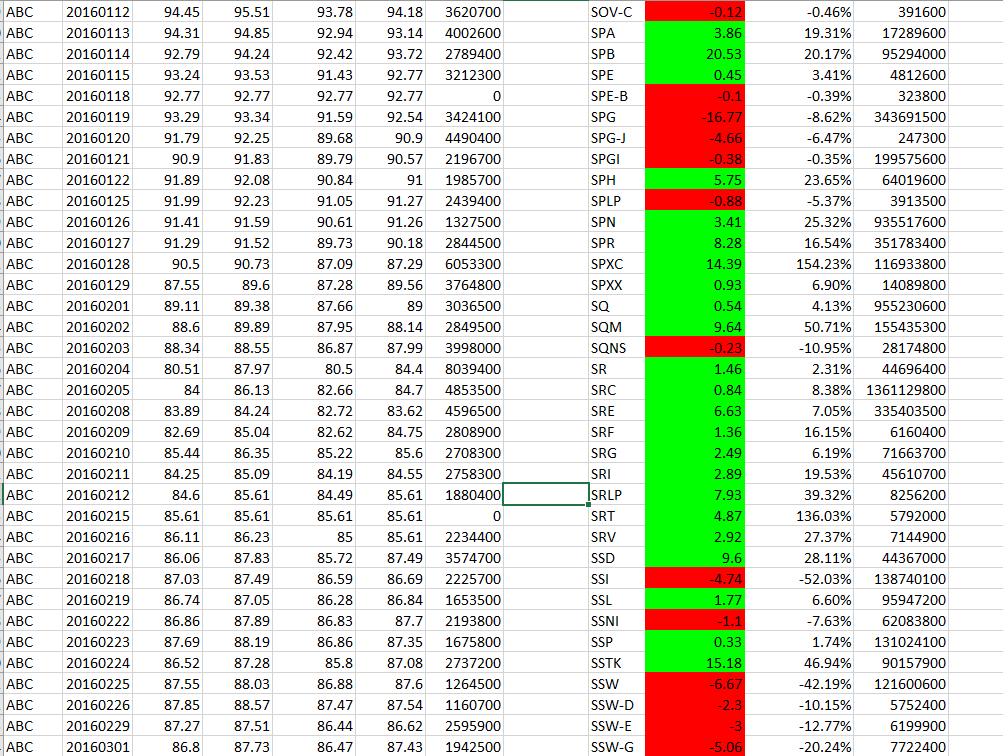 ABC 20160112 94.45 95.51 93.78 94.18 3620700 SOV-C -0.12 -0.46% 391600
ABC 20160113 94.31 94.85 92.94 93.14 4002600 SPA 3.86 19.31% 17289600
ABC 20160114 92.79 94.24 92.42 93.72 2789400 SPB 20.53 20.17% 95294000
ABC 20160115 93.24 93.53 91.43 92.77 3212300 SPE 0.45 3.41% 4812600
ABC 20160118 92.77 92.77 92.77 92.77 0 SPE-B -0.1 -0.39% 323800
ABC 20160119 93.29 93.34 91.59 92.54 3424100 SPG -16.77 -8.62% 343691500
ABC 20160120 91.79 92.25 89.68 90.9 4490400 SPG-J -4.66 -6.47% 247300
ABC 20160121 90.9 91.83 89.79 90.57 2196700 SPGI -0.38 -0.35% 199575600
ABC 20160122 91.89 92.08 90.84 91 1985700 SPH 5.75 23.65% 64019600
ABC 20160125 91.99 92.23 91.05 91.27 2439400 SPLP -0.88 -5.37% 3913500
ABC 20160126 91.41 91.59 90.61 91.26 1327500 SPN 3.41 25.32% 935517600
ABC 20160127 91.29 91.52 89.73 90.18 2844500 SPR 8.28 16.54% 351783400
ABC 20160128 90.5 90.73 87.09 87.29 6053300 SPXC 14.39 154.23% 116933800
ABC 20160129 87.55 89.6 87.28 89.56 3764800 SPXX 0.93 6.90% 14089800
ABC 20160201 89.11 89.38 87.66 89 3036500 SQ 0.54 4.13% 955230600
ABC 20160202 88.6 89.89 87.95 88.14 2849500 SQM 9.64 50.71% 155435300
ABC 20160203 88.34 88.55 86.87 87.99 3998000 SQNS -0.23 -10.95% 28174800
ABC 20160204 80.51 87.97 80.5 84.4 8039400 SR 1.46 2.31% 44696400
ABC 20160205 84 86.13 82.66 84.7 4853500 SRC 0.84 8.38% 1361129800
ABC 20160208 83.89 84.24 82.72 83.62 4596500 SRE 6.63 7.05% 335403500
ABC 20160209 82.69 85.04 82.62 84.75 2808900 SRF 1.36 16.15% 6160400
ABC 20160210 85.44 86.35 85.22 85.6 2708300 SRG 2.49 6.19% 71663700
ABC 20160211 84.25 85.09 84.19 84.55 2758300 SRI 2.89 19.53% 45610700
ABC 20160212 84.6 85.61 84.49 85.61 1880400 SRLP 7.93 39.32% 8256200
ABC 20160215 85.61 85.61 85.61 85.61 0 SRT 4.87 136.03% 5792000
ABC 20160216 86.11 86.23 85 85.61 2234400 SRV 2.92 27.37% 7144900
ABC 20160217 86.06 87.83 85.72 87.49 3574700 SSD 9.6 28.11% 44367000
ABC 20160218 87.03 87.49 86.59 86.69 2225700 SSI -4.74 -52.03% 138740100
ABC 20160219 86.74 87.05 86.28 86.84 1653500 SSL 1.77 6.60% 95947200
ABC 20160222 86.86 87.89 86.83 87.7 2193800 SSNI -1.1 -7.63% 62083800
ABC 20160223 87.69 88.19 86.86 87.35 1675800 SSP 0.33 1.74% 131024100
ABC 20160224 86.52 87.28 85.8 87.08 2737200 SSTK 15.18 46.94% 90157900
ABC 20160225 87.55 88.03 86.88 87.6 1264500 SSW -6.67 -42.19% 121600600
ABC 20160226 87.85 88.57 87.47 87.54 1160700 SSW-D -2.3 -10.15% 5752400
ABC 20160229 87.27 87.51 86.44 86.62 2595900 SSW-E -3 -12.77% 6199900
ABC 20160301 86.8 87.73 86.47 87.43 1942500 SSW-G -5.06 -20.24% 7722400